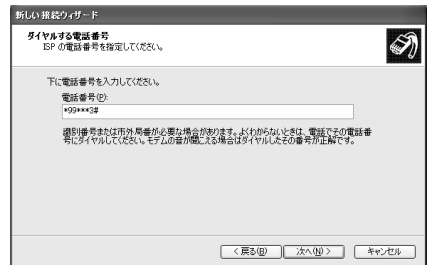 新しい接続ウィザード
ダイヤルする電話番号
ISP の電話番号を指定してください。
下に電話番号を入力してください。
電話番号(P):
*99***3#
識別番号または市外局番が必要な場合があります。よくわからないときは、電話でその電話番
号にダイヤルしてください。モデムの音が聞こえる場合はダイヤルしたその番号が正解です。
< 戻る(B)
次へ(N) >
キャンセル